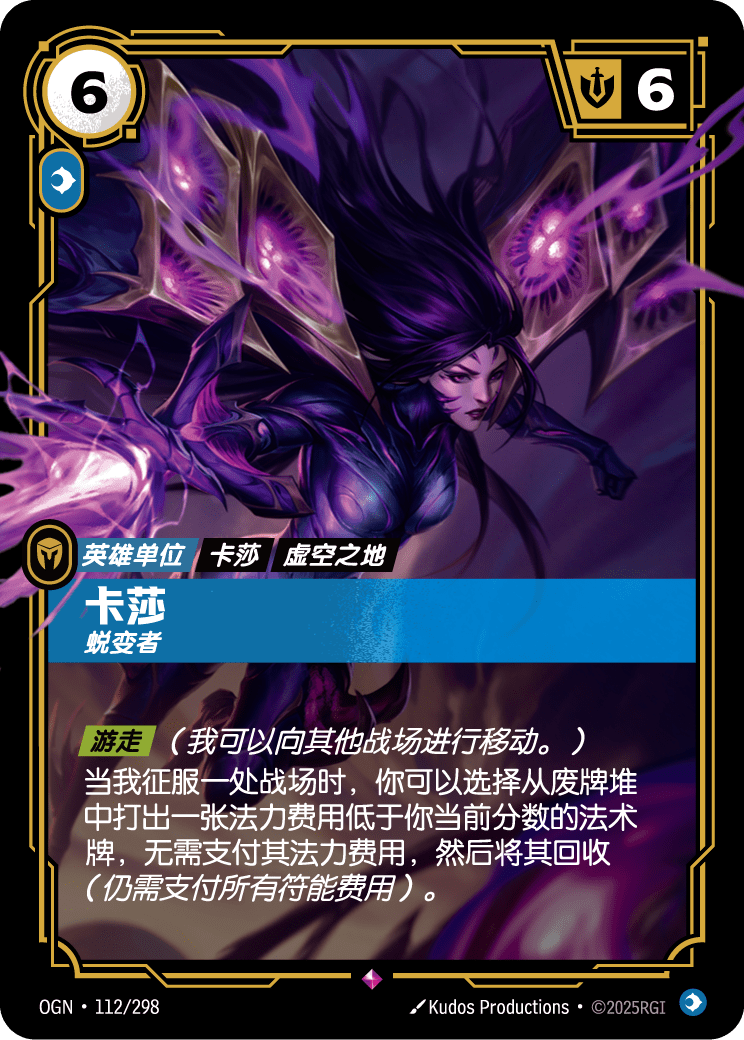 6
6
英雄单位 卡莎 虚空之地
卡莎
蜕变者
游走 （我可以向其他战场进行移动。）
当我征服一处战场时，你可以选择从废牌堆
中打出一张法力费用低于你当前分数的法术
牌，无需支付其法力费用，然后将其回收
（仍需支付所有符能费用）。
OGN • 112/298 Kudos Productions • ©2025RGI